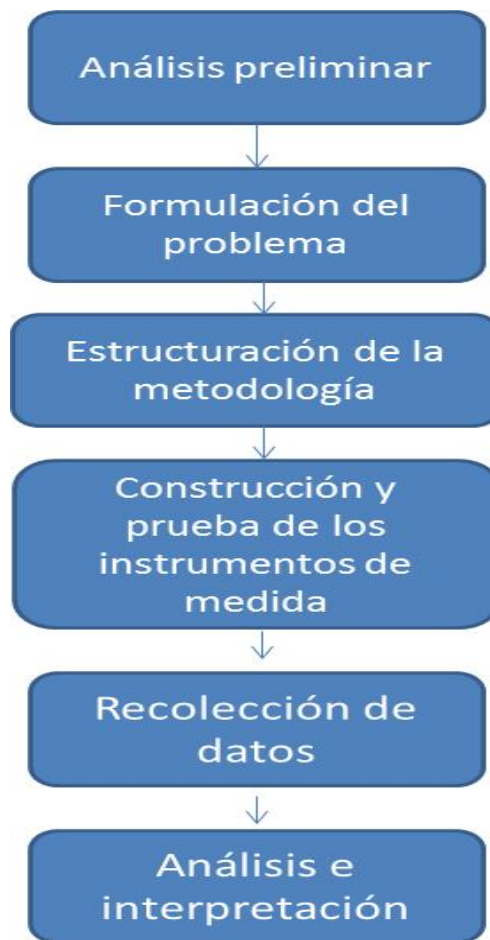 Análisis preliminar
Formulación del
problema
Estructuración de la
metodología
Construcción y
prueba de los
instrumentos de
medida
Recolección de
datos
Análisis e
interpretación